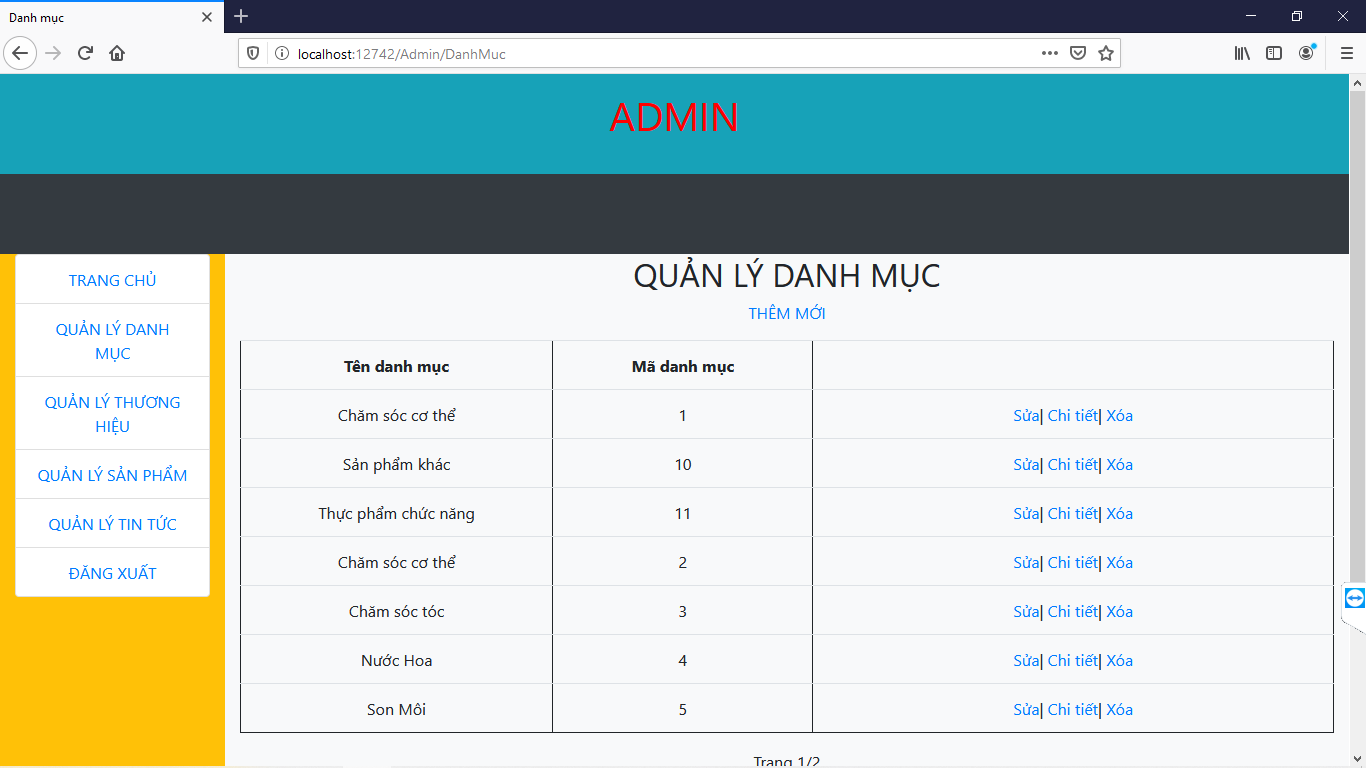 Danh mục
localhost:12742/Admin/DanhMuc
ADMIN
TRANG CHỦ
QUẢN LÝ DANH
MỤC
QUẢN LÝ THƯƠNG
HIỆU
QUẢN LÝ SẢN PHẨM
QUẢN LÝ TIN TỨC
ĐĂNG XUẤT
QUẢN LÝ DANH MỤC
THÊM MỚI
Tên danh mục Mã danh mục
Chăm sóc cơ thể 1 Sửa| Chi tiết| Xóa
Sản phẩm khác 10 Sửa| Chi tiết| Xóa
Thực phẩm chức năng 11 Sửa| Chi tiết| Xóa
Chăm sóc cơ thể 2 Sửa| Chi tiết| Xóa
Chăm sóc tóc 3 Sửa| Chi tiết| Xóa
Nước Hoa 4 Sửa| Chi tiết| Xóa
Son Môi 5 Sửa| Chi tiết| Xóa
Trang 1/2